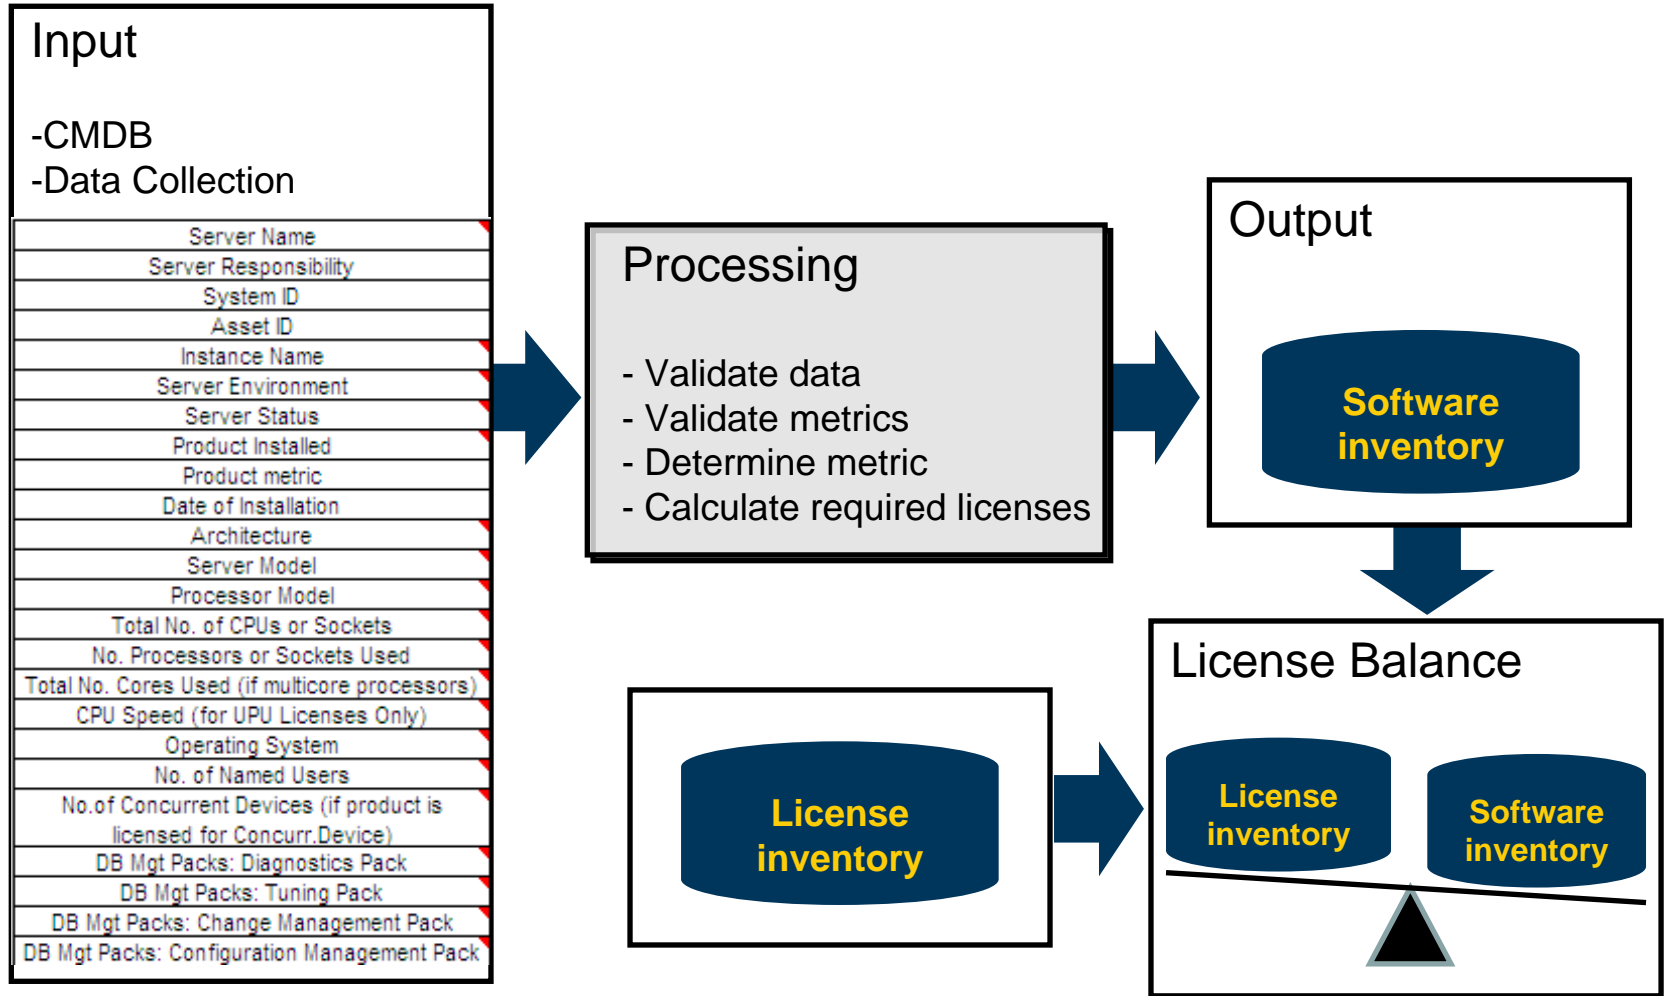 Input
-CMDB
-Data Collection
Server Name
Server Responsibility
System ID
Asset ID
Instance Name
Server Environment
Server Status
Product Installed
Product metric
Date of Installation
Architecture
Server Model
Processor Model
Total No. of CPUs or Sockets
No. Processors or Sockets Used
Total No. Cores Used (if multicore processors)
CPU Speed (for UPU Licenses Only)
Operating System
No. of Named Users
No.of Concurrent Devices (if product is
licensed for Concurr.Device)
DB Mgt Packs: Diagnostics Pack
DB Mgt Packs: Tuning Pack
DB Mgt Packs: Change Management Pack
DB Mgt Packs: Configuration Management Pack
Processing
- Validate data
- Validate metrics
- Determine metric
- Calculate required licenses
Output
Software
inventory
License
inventory
License Balance
License
inventory
Software
inventory